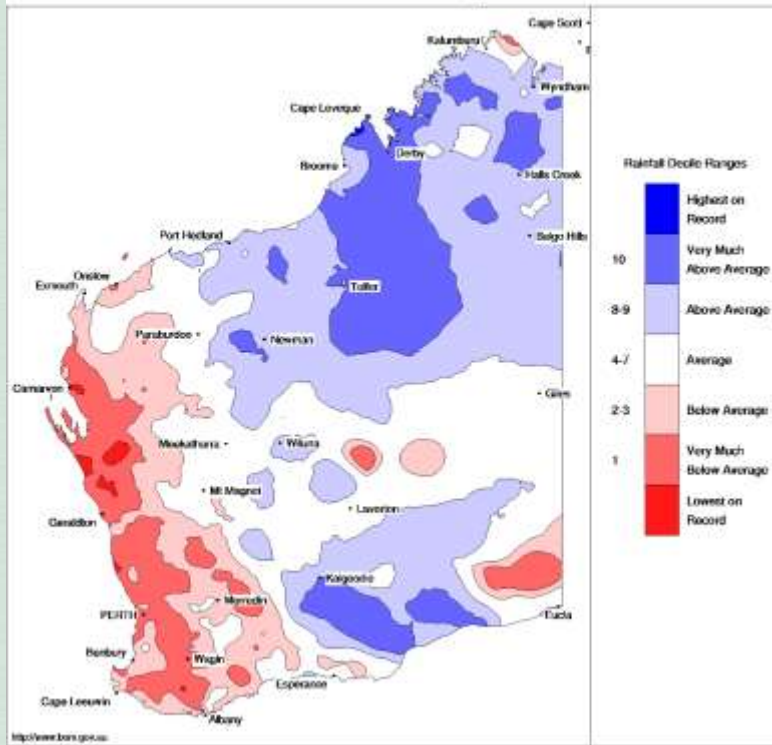 Cape Scott
Kalumburu
Wyndham
Cape Leveque
Derby
Broome
Halls Creek
Port Hedland
Balgo Hills
Onslow
Exmouth
Telfer
Paraburdoo
Newman
Carnarvon
Giles
Meekatharra
Wiluna
Mt Magnet
Laverton
Geraldton
Kalgoorlie
Merredin
PERTH
Eucla
Bunbury
Wagin
Esperance
Cape Leeuwin
Albany
http://www.bom.gov.au
Rainfall Decile Ranges
Highest on
Record
10
Very Much
Above Average
8-9
Above Average
4-7
Average
2-3
Below Average
1
Very Much
Below Average
Lowest on
Record